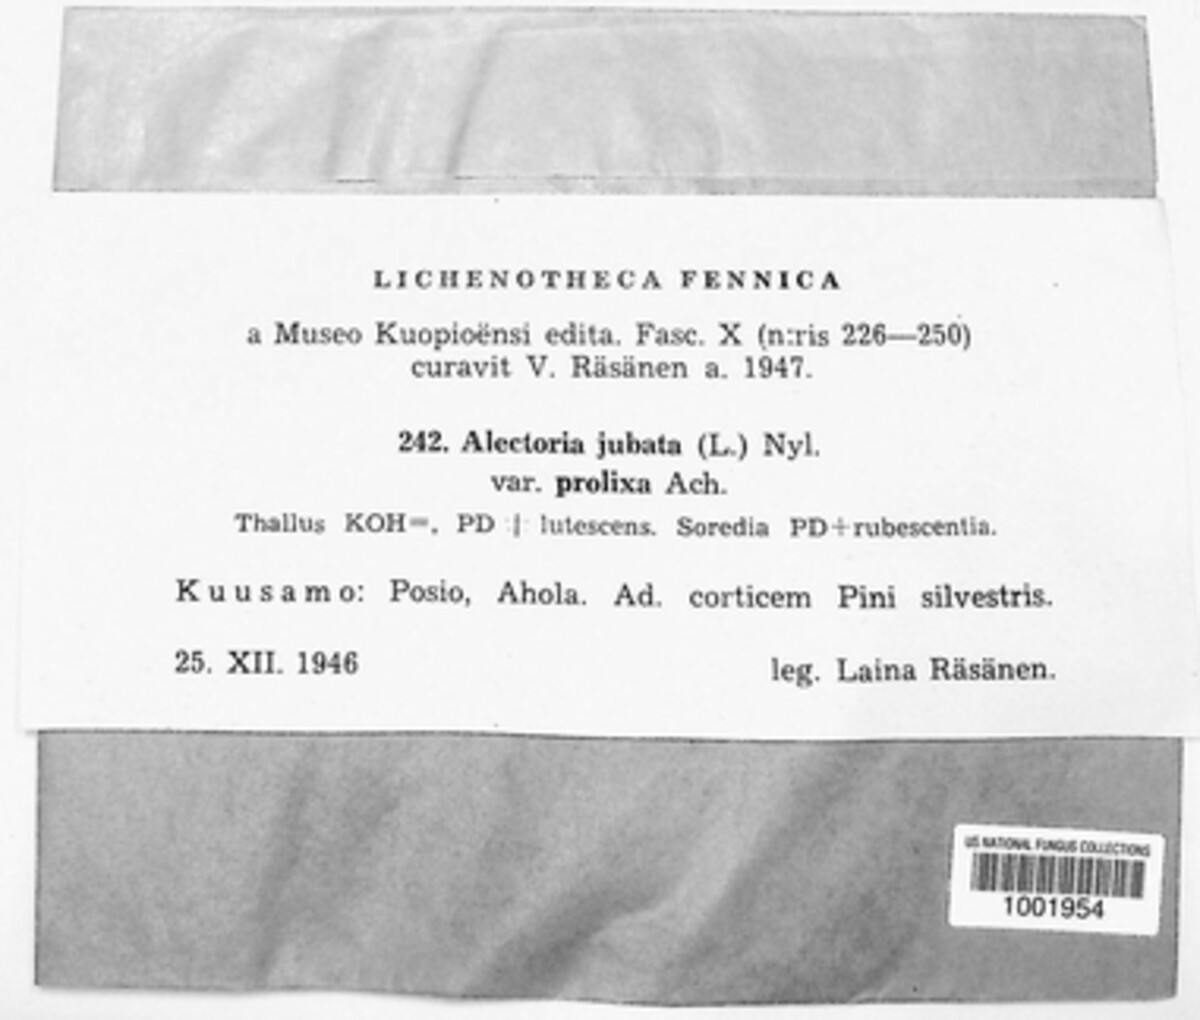 LICHENOTHECA FENNICA
a Museo Kuopioënsi edita. Fasc. X (n:ris 226—250)
curavit V. Räsänen a. 1947.
242. Alectoria jubata (L.) Nyl.
var. prolixa Ach.
Thallus KOH=. PD + lutescens. Soredia PD+rubescentia.
Kuusamo: Posio, Ahola. Ad. corticem Pini silvestris.
25. XII. 1946
leg. Laina Räsänen.
US NATIONAL FUNGUS COLLECTIONS
1001954